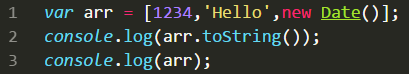 1 var arr = [1234,'Hello',new Date()];
2 console.log(arr.toString());
3 console.log(arr);